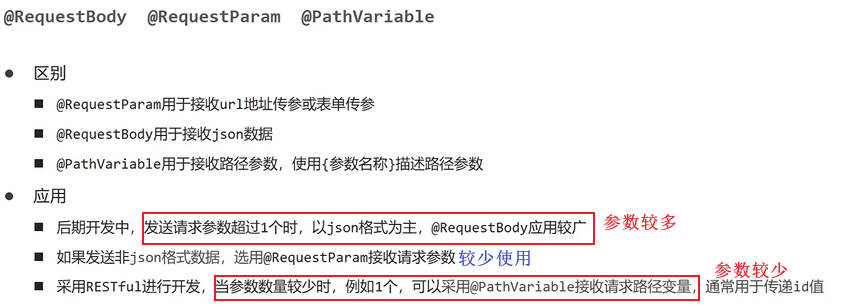 @RequestBody @RequestParam @PathVariable
区别
@RequestParam用于接收url地址传参或表单传参
@RequestBody用于接收json数据
@PathVariable用于接收路径参数，使用{参数名称}描述路径参数
应用
后期开发中，发送请求参数超过1个时，以json格式为主，@RequestBody应用较广 参数较多
如果发送非json格式数据，选用@RequestParam接收请求参数 较少使用
参数较少
采用RESTful进行开发，当参数数量较少时，例如1个，可以采用@PathVariable接收请求路径变量，通常用于传递id值